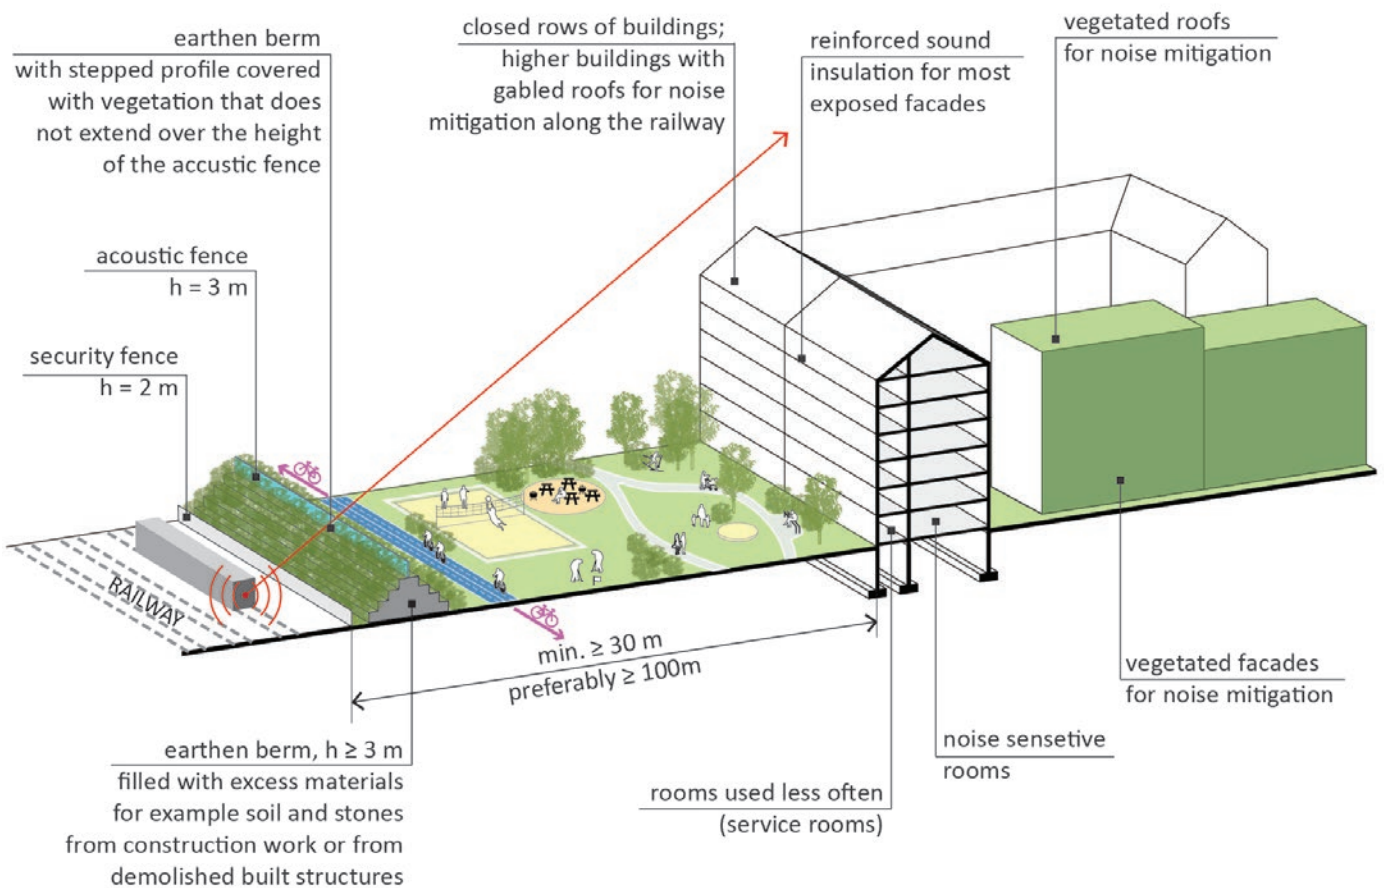 earthen berm
with stepped profile covered
with vegetation that does
not extend over the height
of the accustic fence
closed rows of buildings;
higher buildings with
gabled roofs for noise
mitigation along the railway
reinforced sound
insulation for most
exposed facades
vegetated roofs
for noise mitigation
acoustic fence
h = 3 m
security fence
h = 2 m
RAILWAY
min. ≥ 30 m
preferably ≥ 100m
vegetated facades
for noise mitigation
noise sensetive
rooms
rooms used less often
(service rooms)
earthen berm, h ≥ 3 m
filled with excess materials
for example soil and stones
from construction work or from
demolished built structures